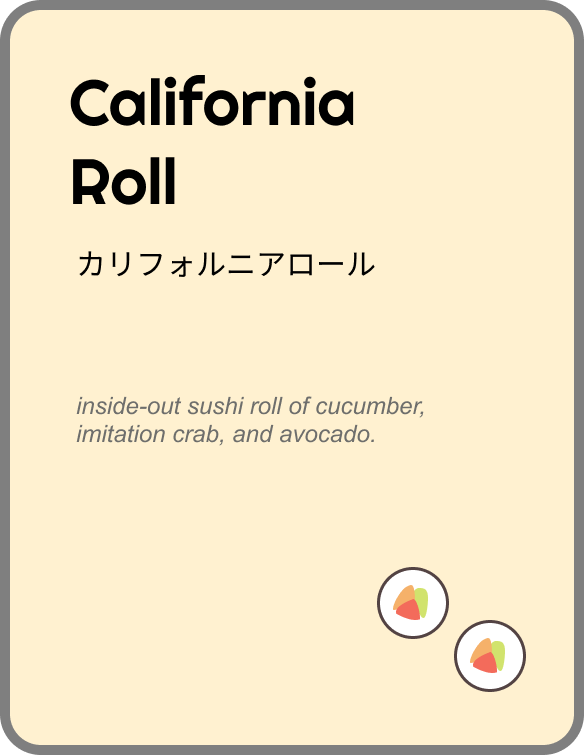 California
Roll
カリフォルニアロール
inside-out sushi roll of cucumber,
imitation crab, and avocado.